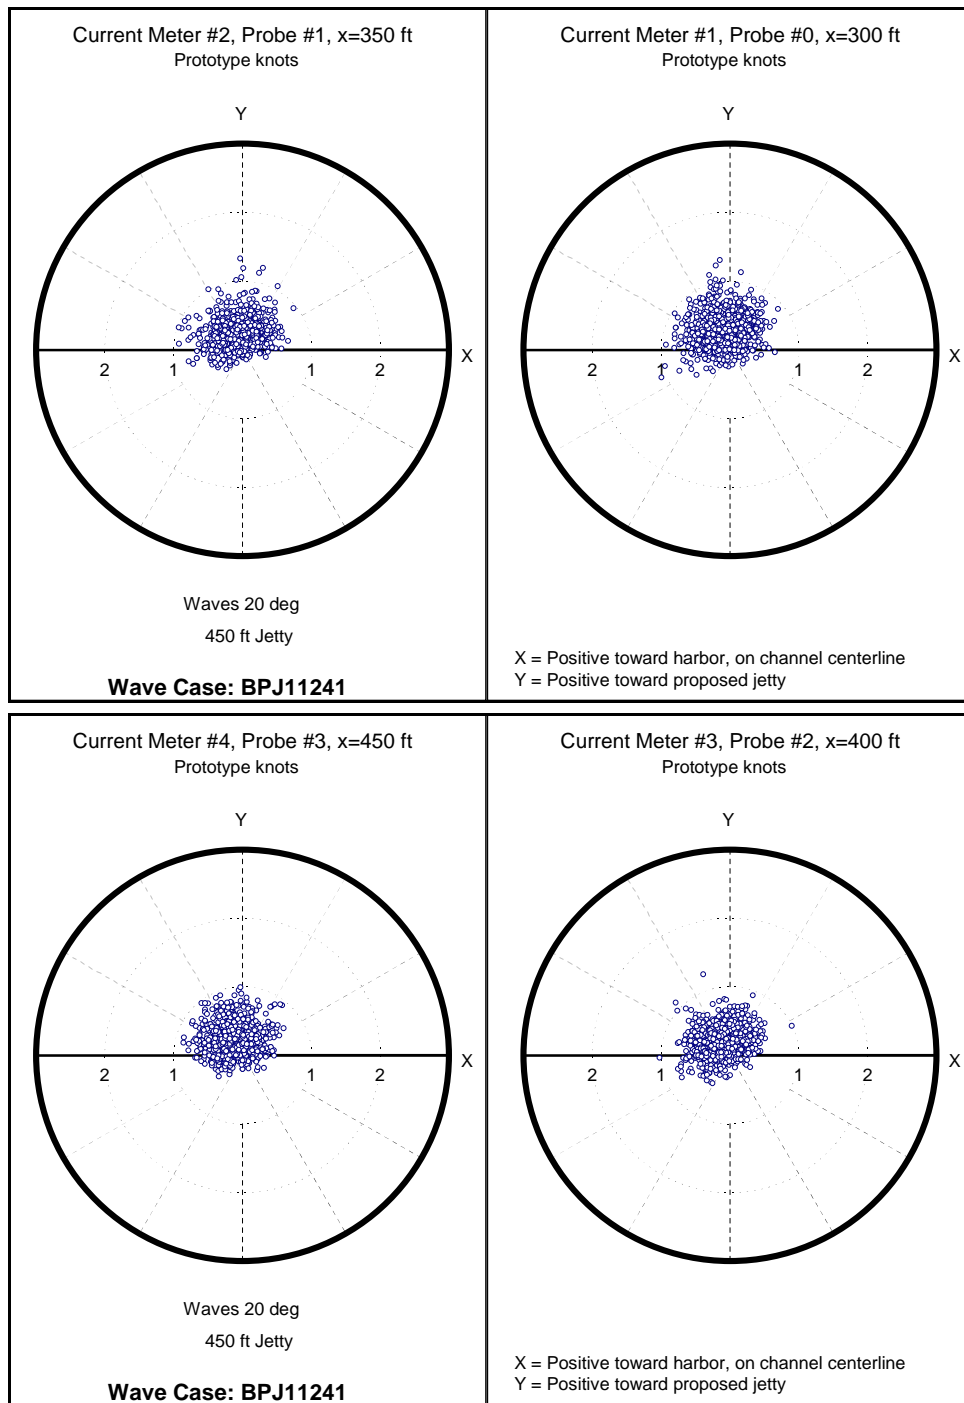 Current Meter #2, Probe #1, x=350 ft
Prototype knots
Y
X
2 1 1 2
Waves 20 deg
450 ft Jetty
Wave Case: BPJ11241
Current Meter #1, Probe #0, x=300 ft
Prototype knots
Y
X
2 1 1 2
X = Positive toward harbor, on channel centerline
Y = Positive toward proposed jetty
Current Meter #4, Probe #3, x=450 ft
Prototype knots
Y
X
2 1 1 2
Waves 20 deg
450 ft Jetty
Wave Case: BPJ11241
Current Meter #3, Probe #2, x=400 ft
Prototype knots
Y
X
2 1 1 2
X = Positive toward harbor, on channel centerline
Y = Positive toward proposed jetty